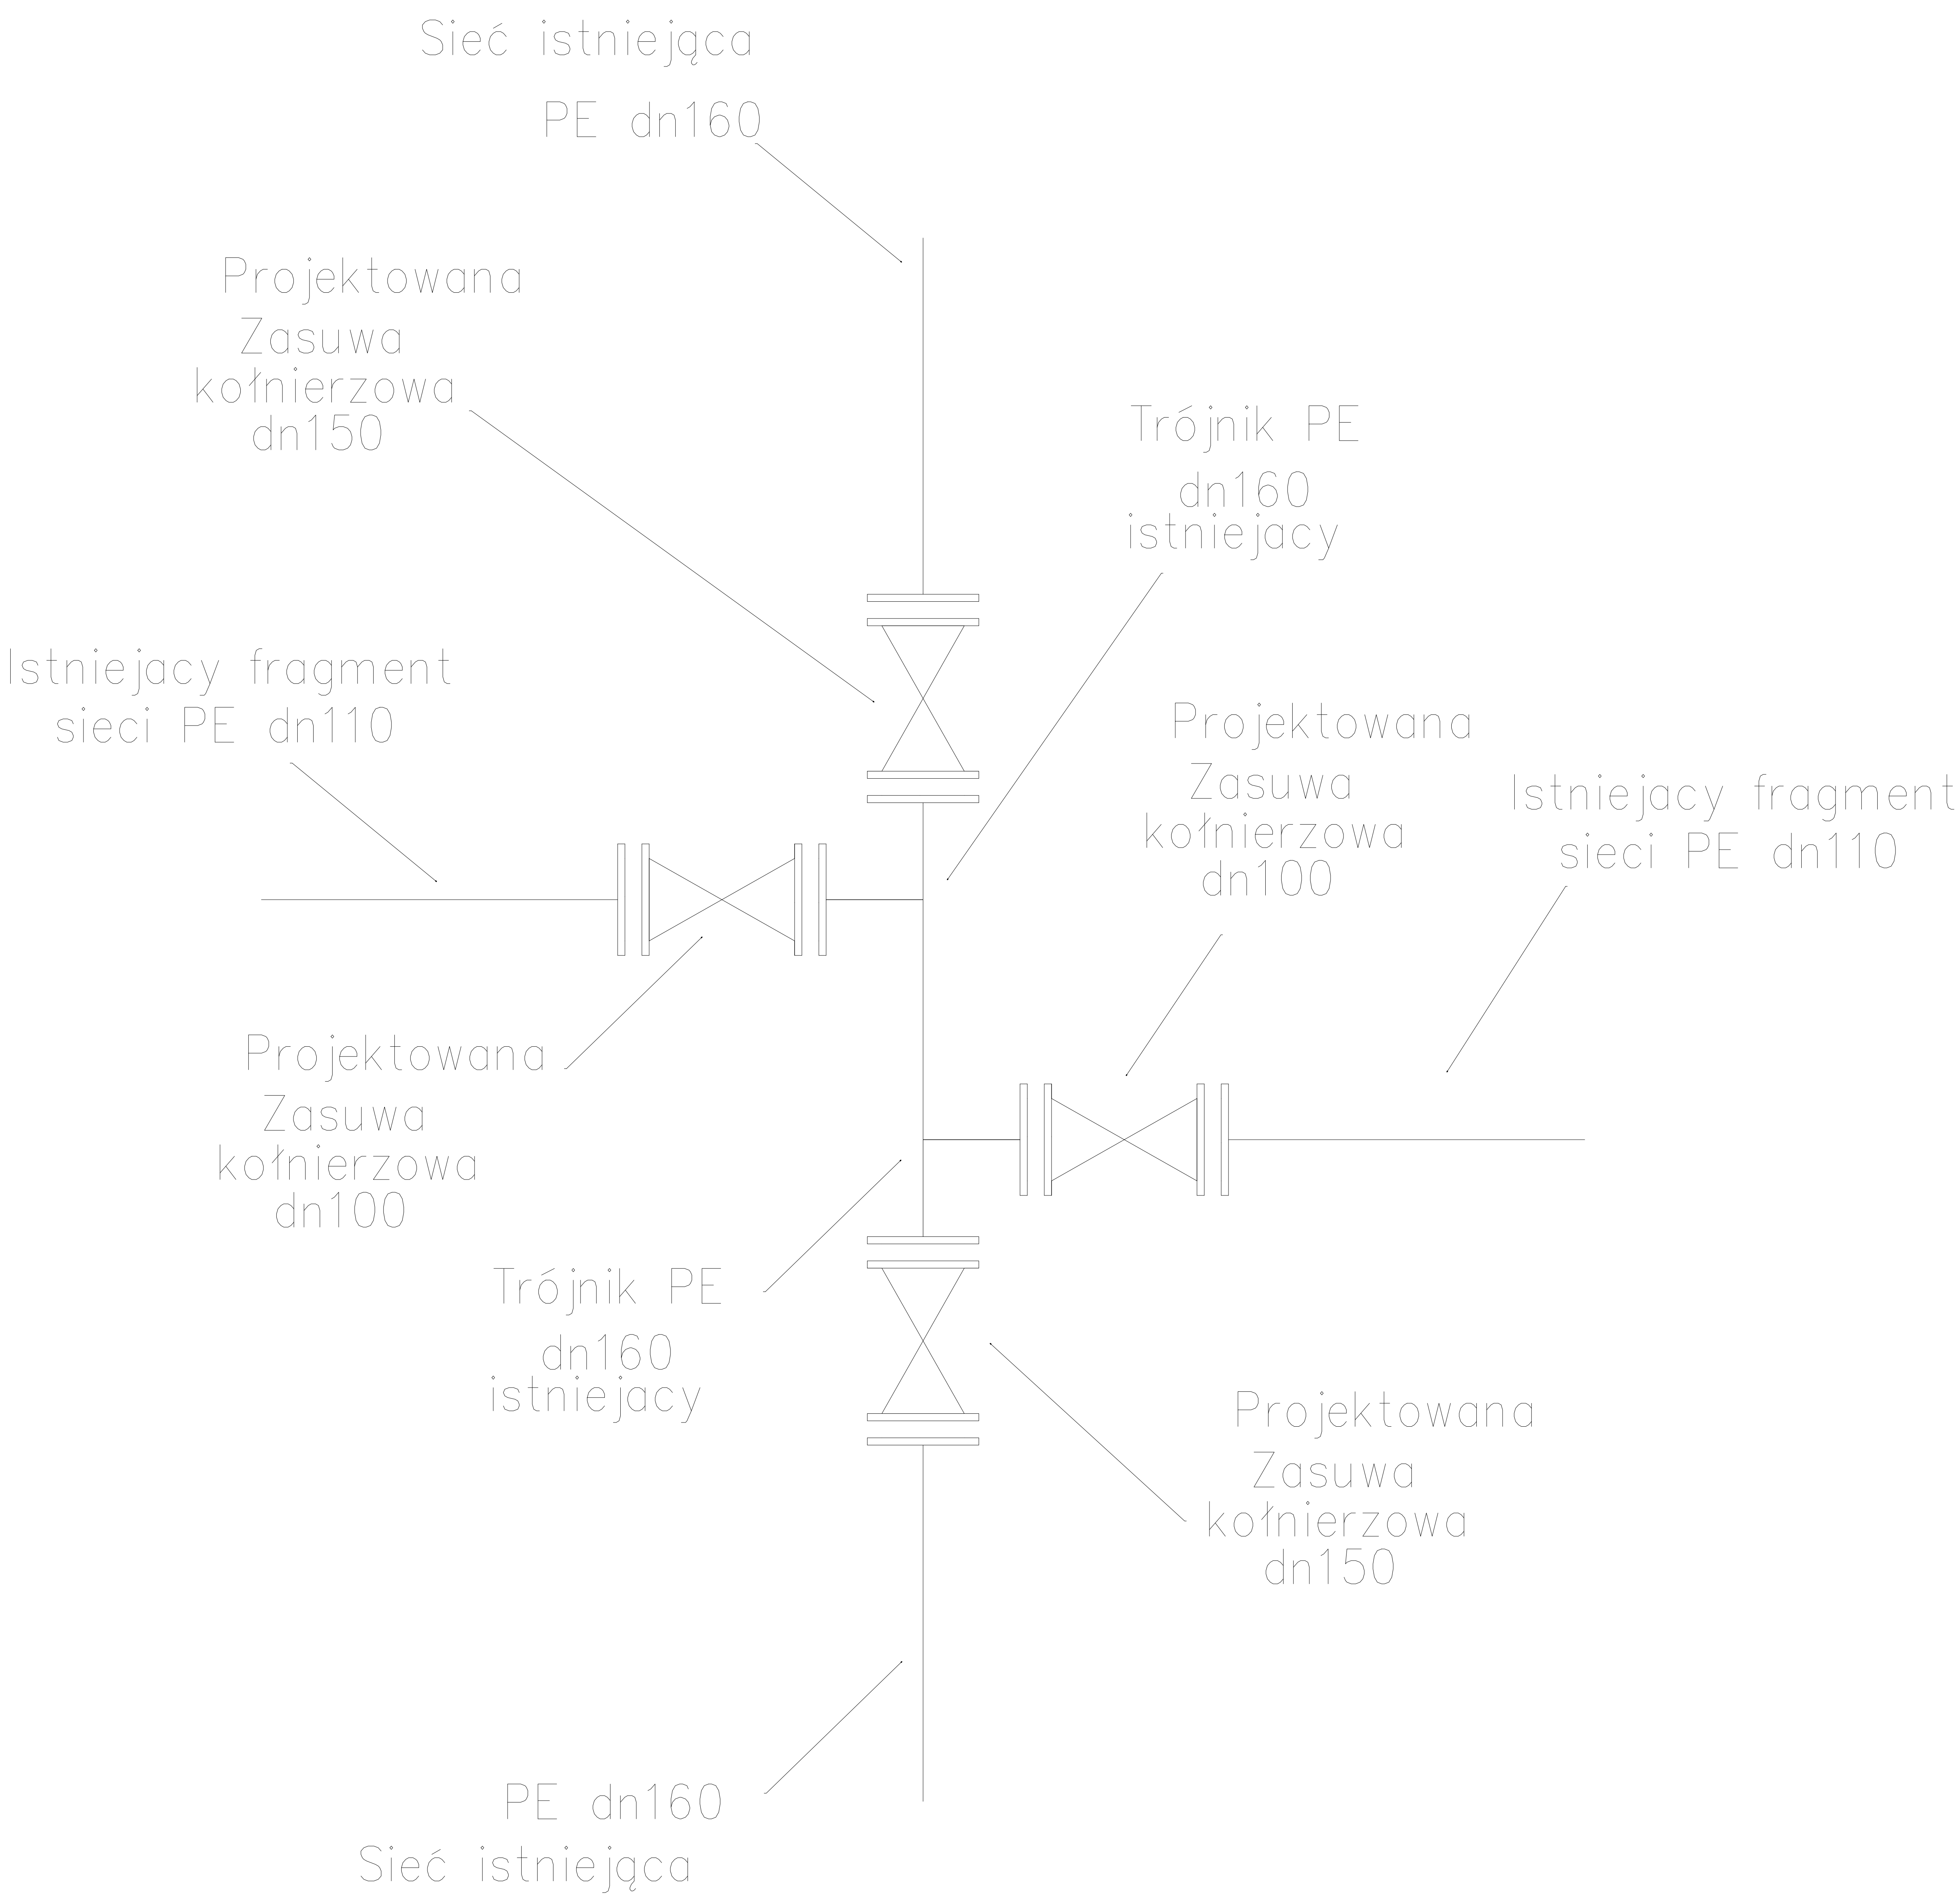 Sieć istniejąca
PE dn160
Projektowana
Zasuwa
kołnierzowa
dn150
Trójnik PE
dn160
istniejacy
Istniejacy fragment
sieci PE dn110
Projektowana
Zasuwa
kołnierzowa
dn100
Istniejacy fragment
sieci PE dn110
Projektowana
Zasuwa
kołnierzowa
dn100
Trójnik PE
dn160
istniejacy
Projektowana
Zasuwa
kołnierzowa
dn150
PE dn160
Sieć istniejąca